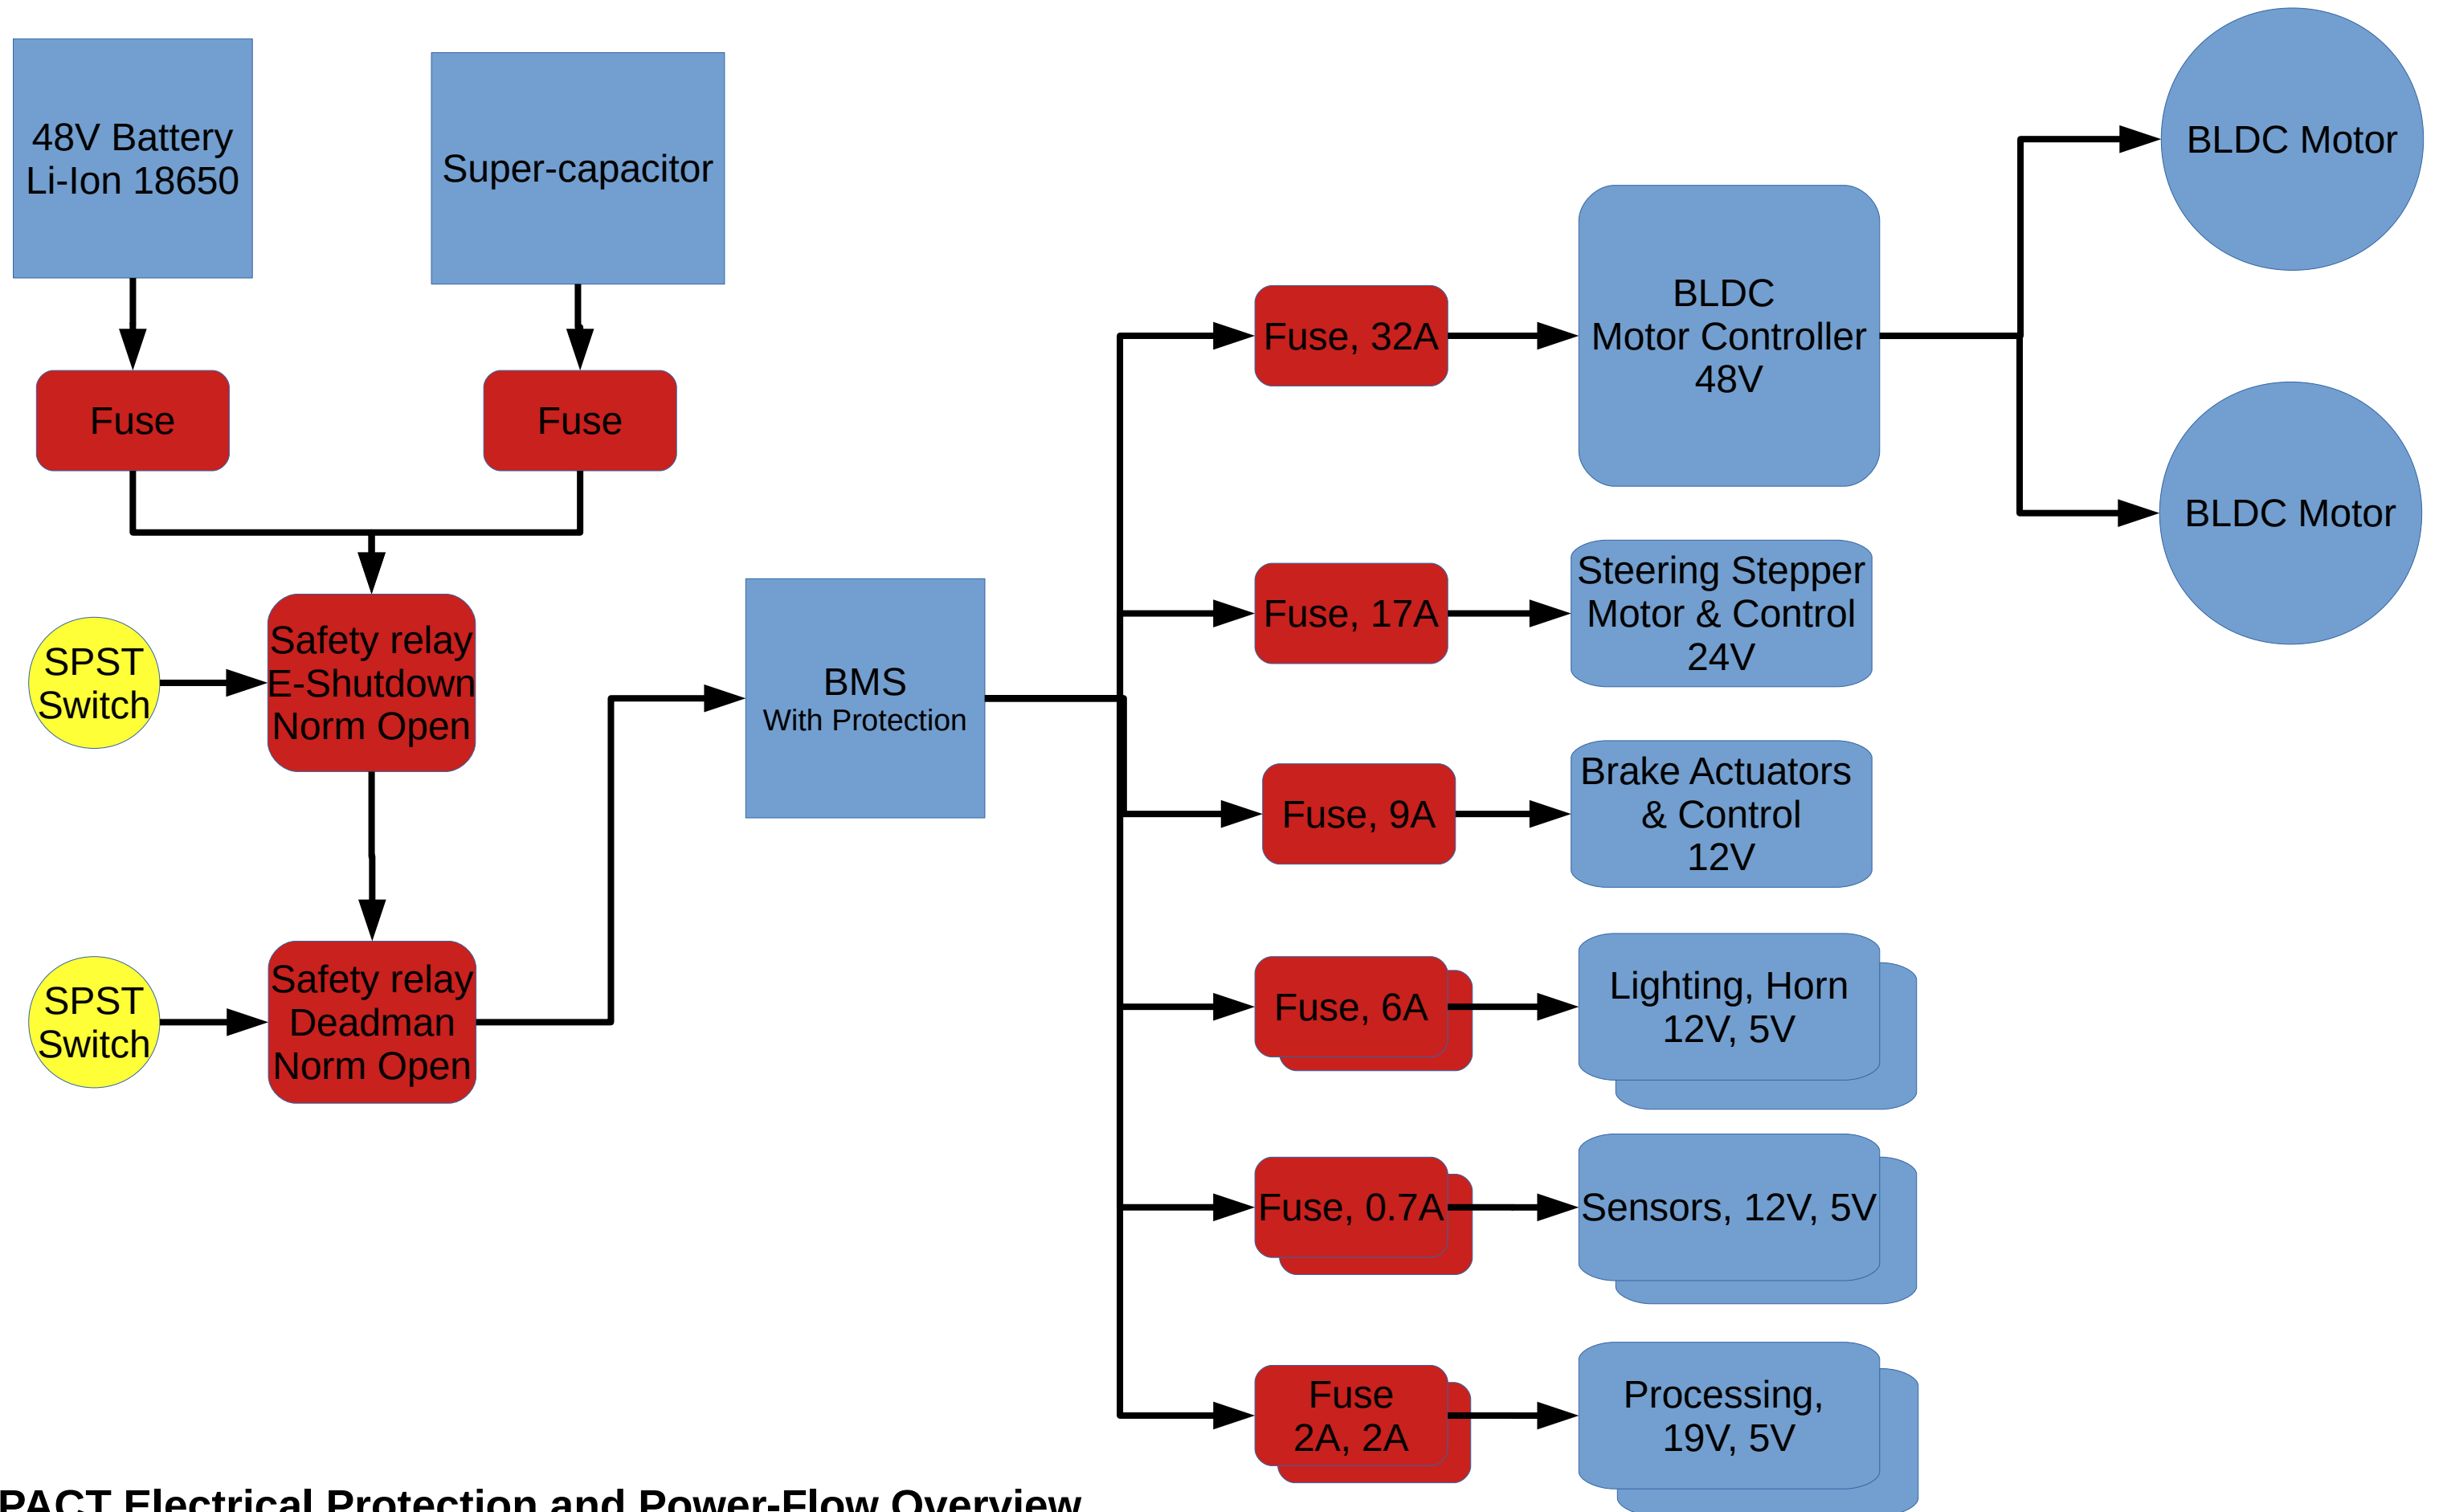 48V Battery
Li-Ion 18650
Super-capacitor
Fuse
Fuse
SPST
Switch
Safety relay
E-Shutdown
Norm Open
SPST
Switch
Safety relay
Deadman
Norm Open
BMS
With Protection
Fuse, 32A
BLDC
Motor Controller
48V
BLDC Motor
BLDC Motor
Fuse, 17A
Steering Stepper
Motor & Control
24V
Fuse, 9A
Brake Actuators
& Control
12V
Fuse, 6A
Lighting, Horn
12V, 5V
Fuse, 0.7A
Sensors, 12V, 5V
Fuse
2A, 2A
Processing,
19V, 5V
PACT Electrical Protection and Power-Flow Overview